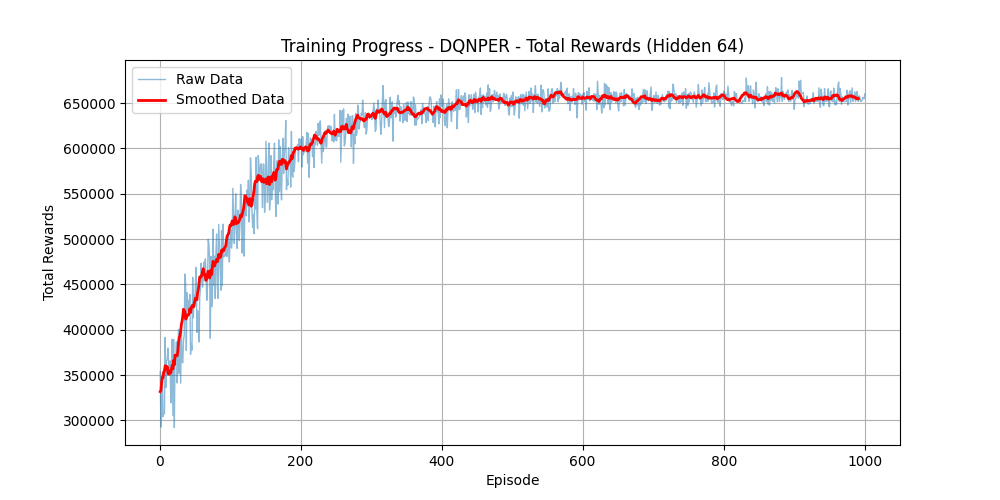 Training Progress - DQNPER - Total Rewards (Hidden 64)
Raw Data
Smoothed Data
650000
600000
550000
500000
450000
400000
350000
300000
Total Rewards
0 200 400 600 800 1000
Episode